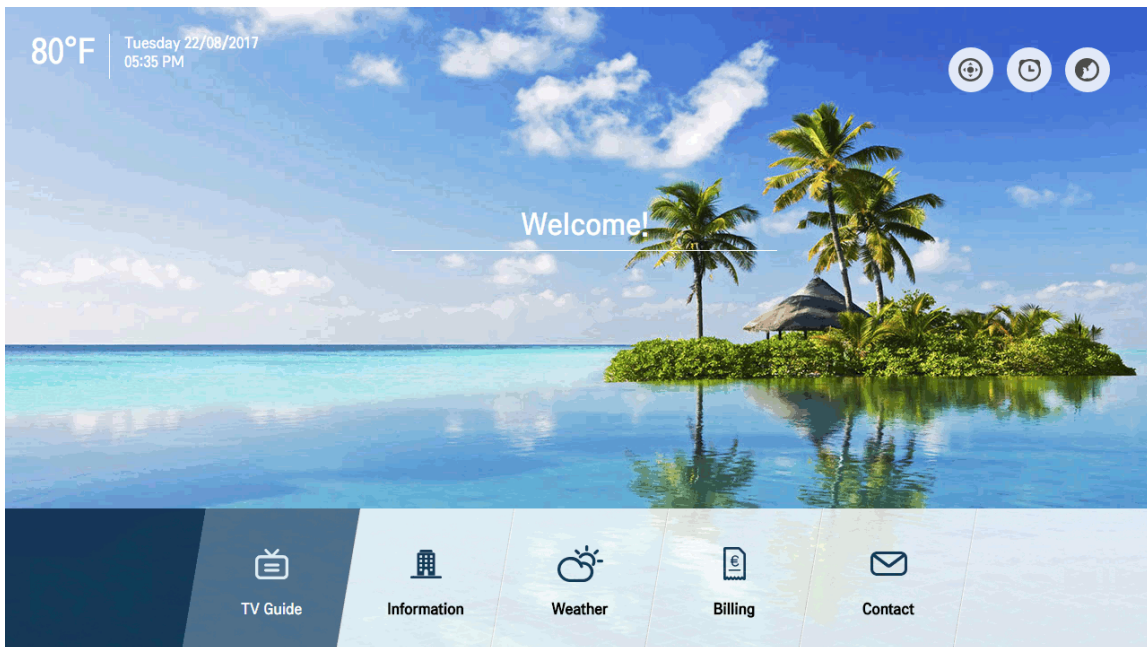 80°F
Tuesday 22/08/2017
05:35 PM
Welcome!
TV Guide
Information
Weather
€
Billing
Contact